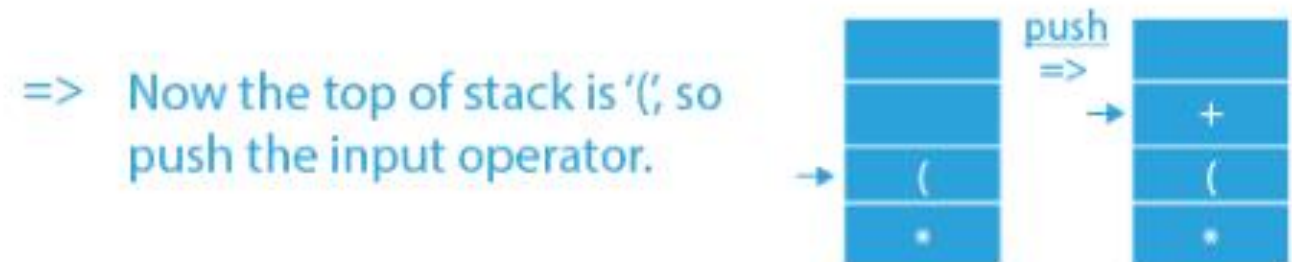 => Now the top of stack is ‘(’, so
push the input operator.
push
=>
→ ( → +
(
(
*
*